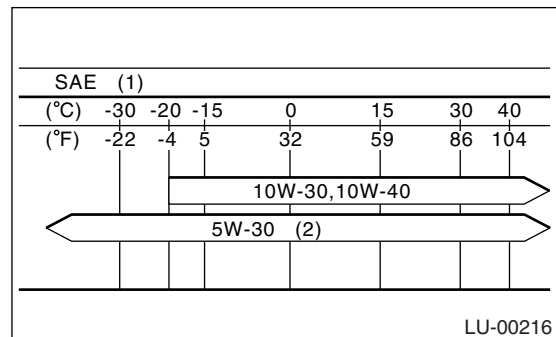 SAE (1)
(°C) -30 -20 -15 0 15 30 40
(°F) -22 -4 5 32 59 86 104
10W-30,10W-40
5W-30 (2)
LU-00216